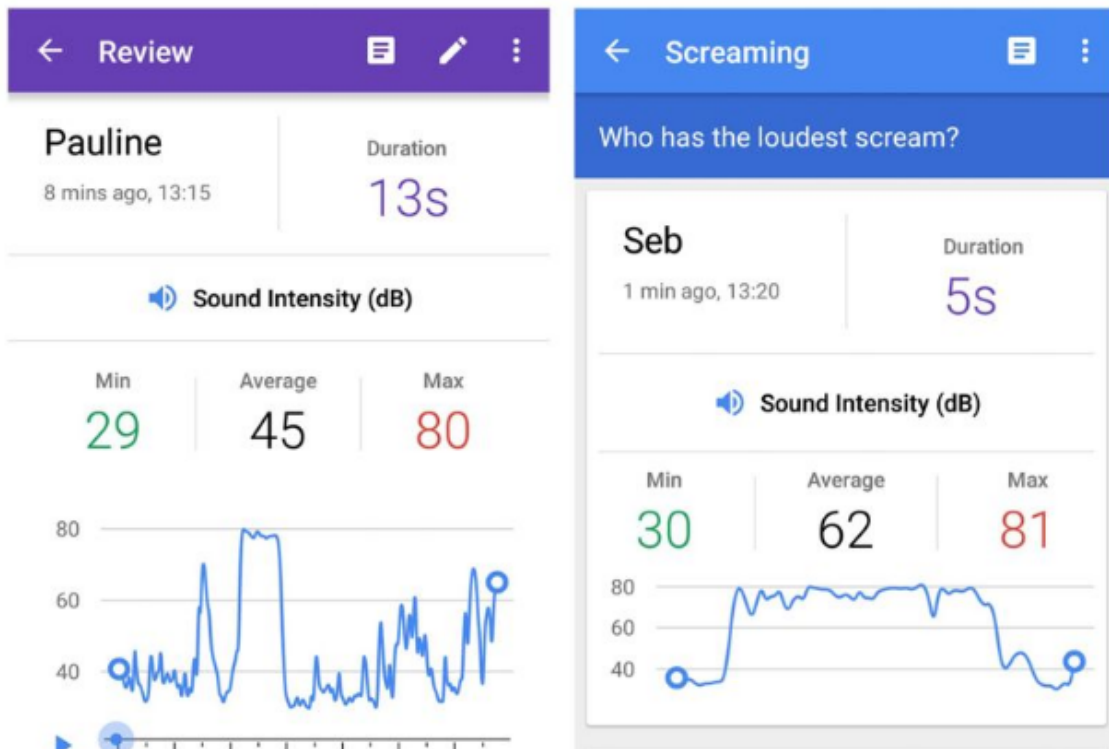 Review
Pauline
8 mins ago, 13:15
Duration
13s
Sound Intensity (dB)
Min
Average
Max
29
45
80
80
60
40
Screaming
Who has the loudest scream?
Seb
1 min ago, 13:20
Duration
5s
Sound Intensity (dB)
Min
Average
Max
30
62
81
80
60
40